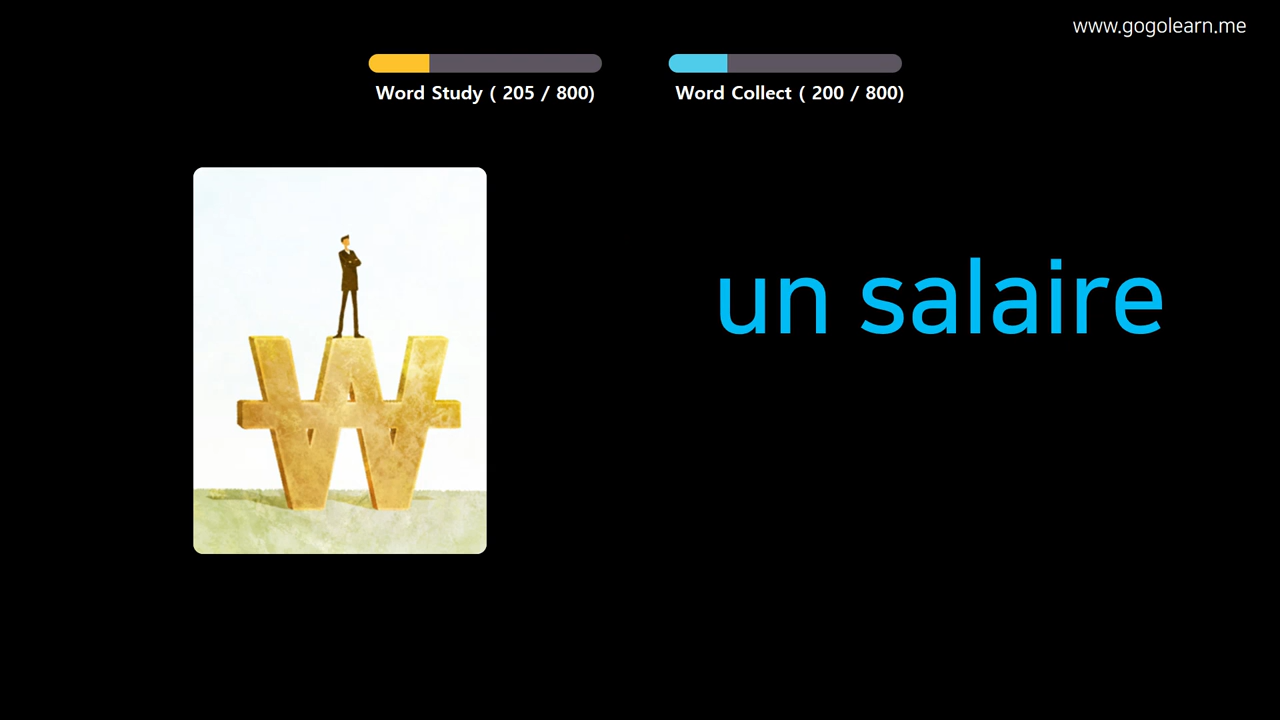 www.gogolearn.me
Word Study ( 205 / 800)
Word Collect ( 200 / 800)
un salaire
₩